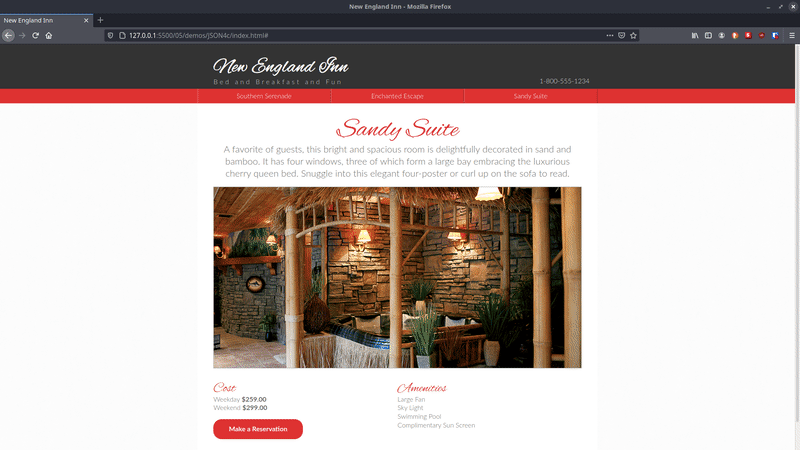 New England Inn - Mozilla Firefox
New England Inn
127.0.0.1:5500/05/demos/JSON4c/index.html#
New England Inn
Bed and Breakfast and Fun
1-800-555-1234
Southern Serenade
Enchanted Escape
Sandy Suite
Sandy Suite
A favorite of guests, this bright and spacious room is delightfully decorated in sand and
bamboo. It has four windows, three of which form a large bay embracing the luxurious
cherry queen bed. Snuggle into this elegant four-poster or curl up on the sofa to read.
Cost
Weekday $259.00
Weekend $299.00
Make a Reservation
Amenities
Large Fan
Sky Light
Swimming Pool
Complimentary Sun Screen